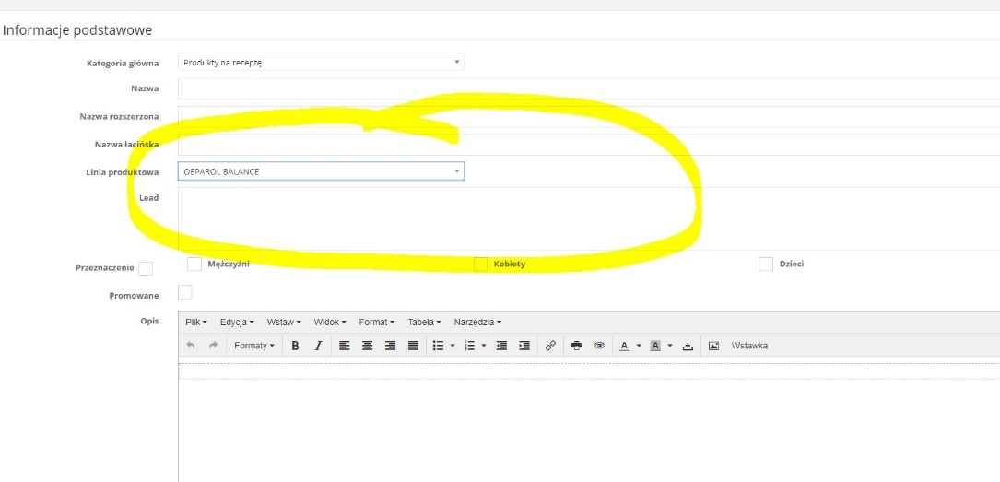 Informacje podstawowe
Kategoria główna Produkty na receptę
Nazwa
Nazwa rozszerzona
Nazwa łacińska
Linia produktowa OEPAROL BALANCE
Lead
Przeznaczenie Mężczyźni Kobiety Dzieci
Promowane
Opis Plik Edycja Wstaw Widok Format Tabela Narzędzia
Formaty B I A A Wstawka